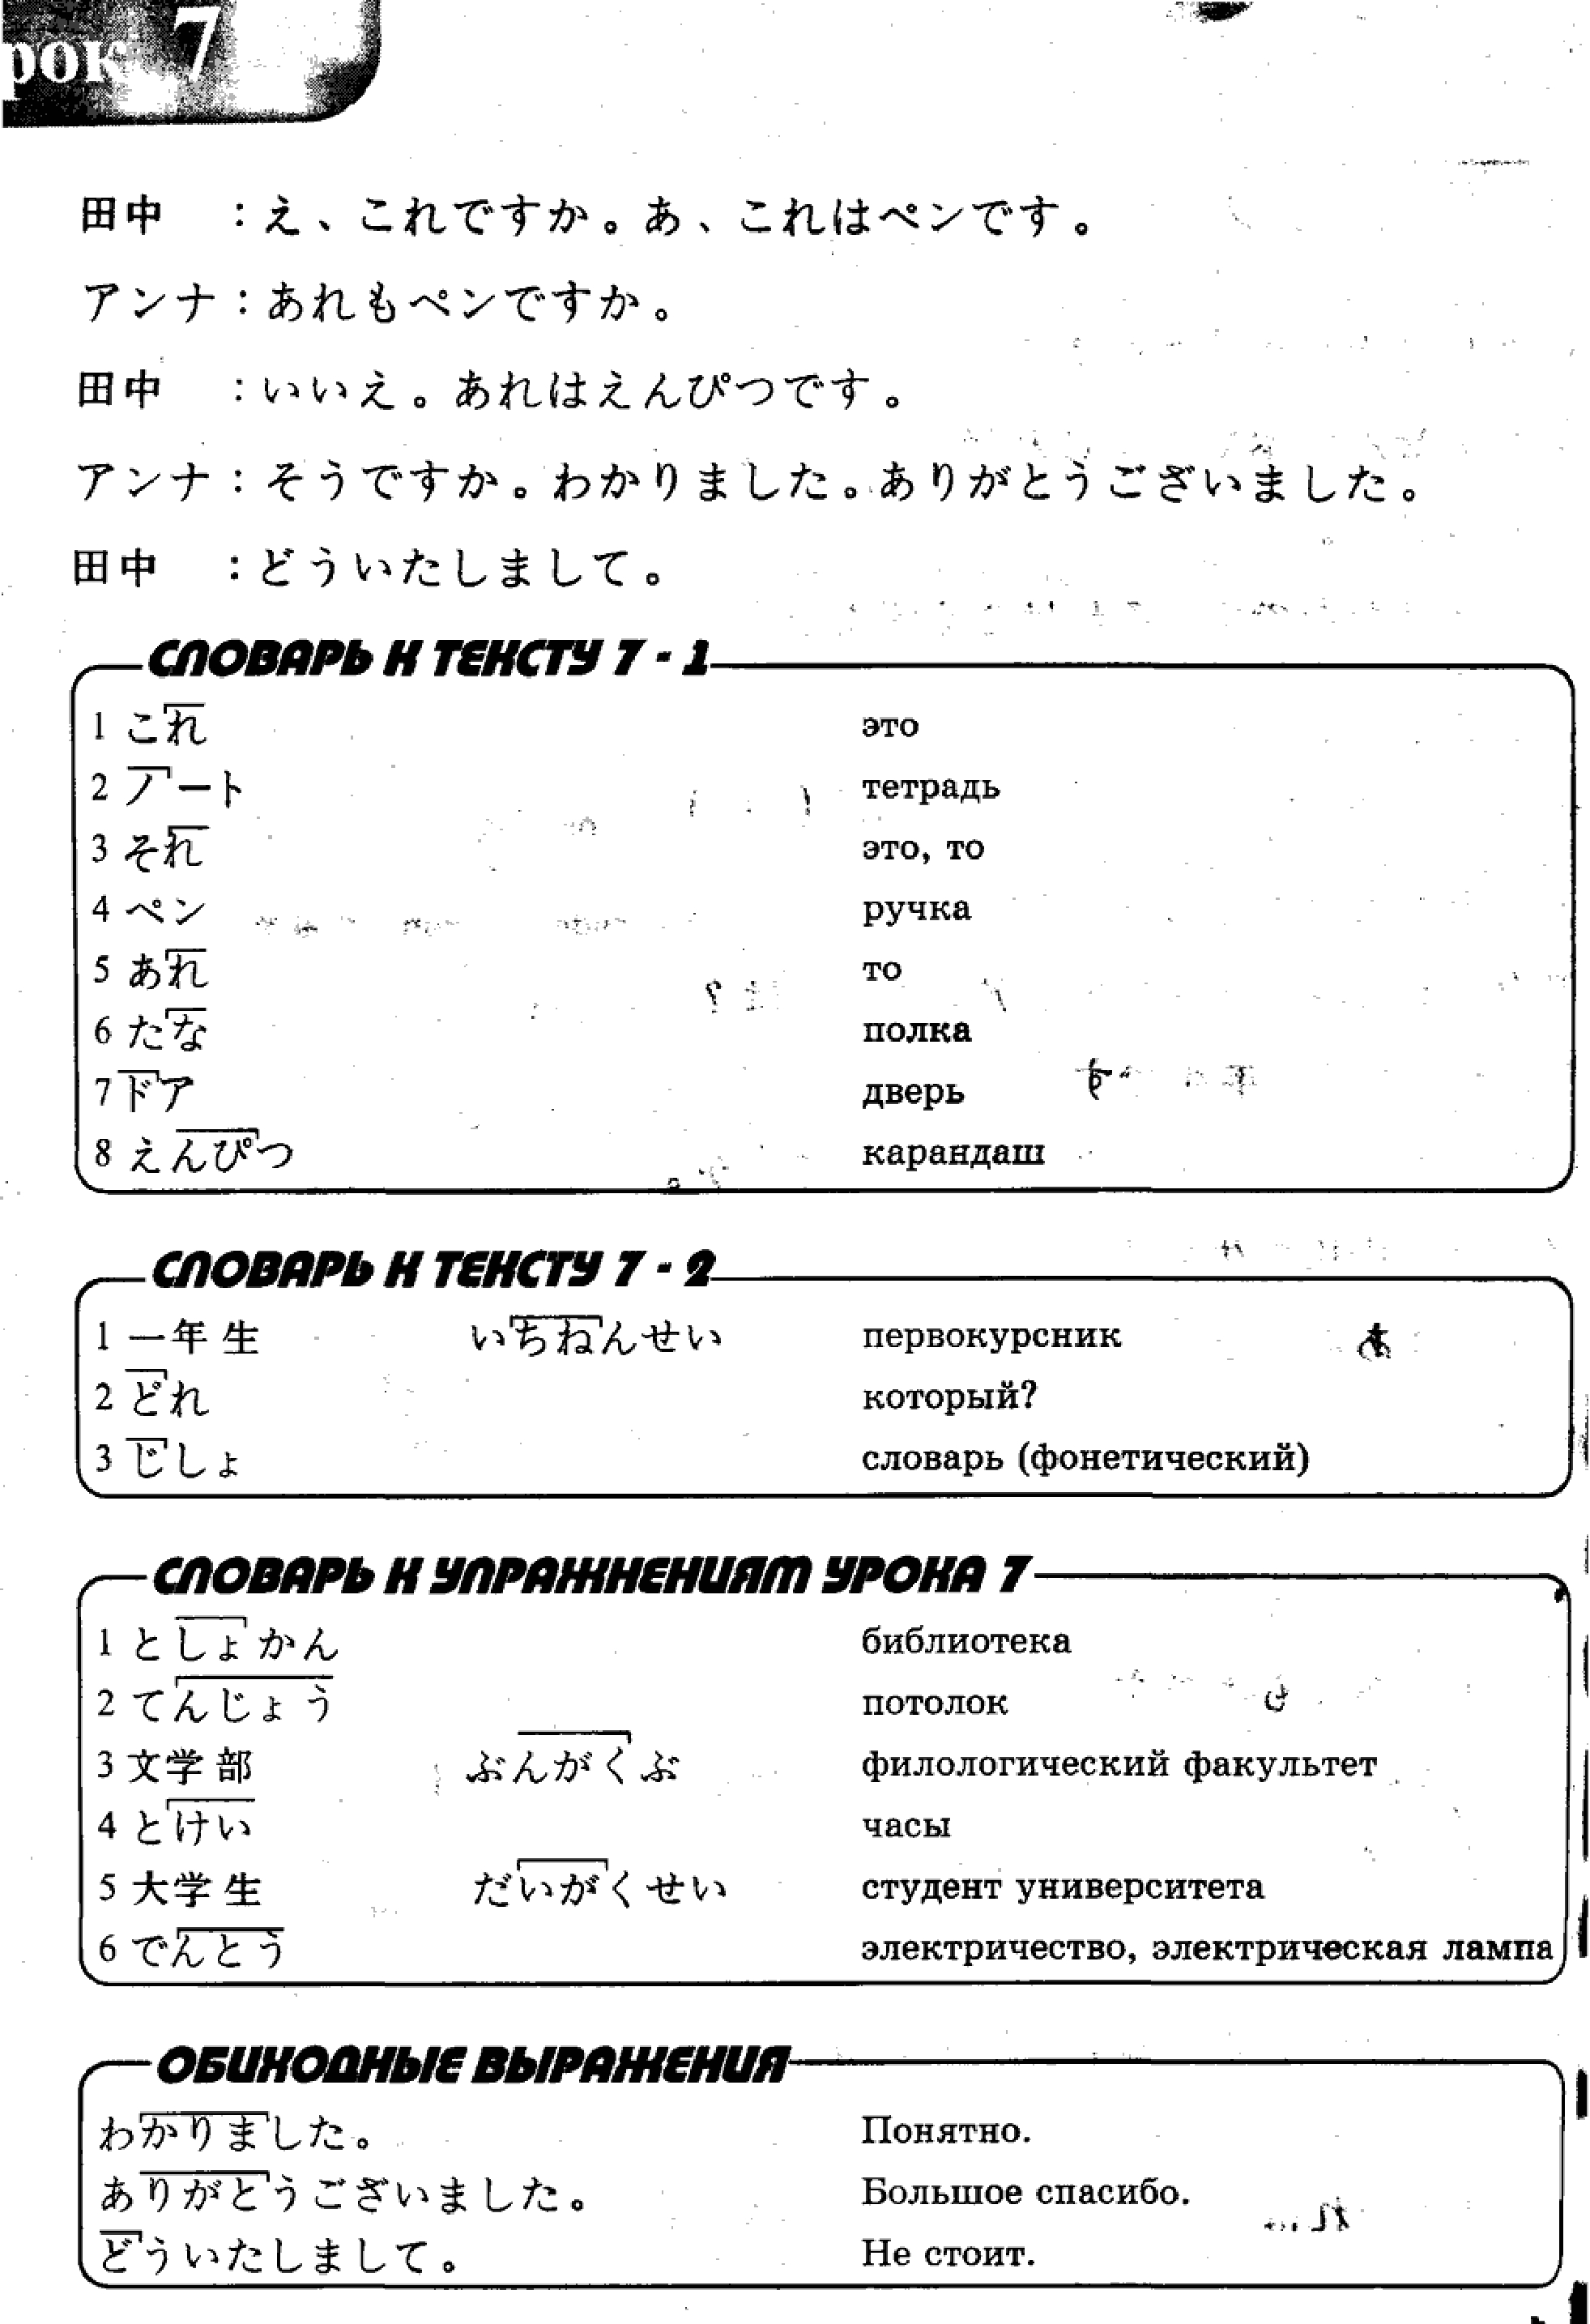 рок 7
田中 ：え、これですか。あ、これはペンです。
アンナ：あれもペンですか。
田中 ：いいえ。あれはえんぴつです。
アンナ：そうですか。わかりました。ありがとうございました。
田中 ：どういたしまして。
СЛОВАРЬ К ТЕКСТУ 7 - 1
1 これ это
2 ノート тетрадь
3 それ это, то
4 ペン ручка
5 あれ то
6 たな полка
7 ドア дверь
8 えんぴつ карандаш
СЛОВАРЬ К ТЕКСТУ 7 - 2
1 一年生 いちねんせい первокурсник
2 どれ который?
3 じしょ словарь (фонетический)
СЛОВАРЬ К УПРАЖНЕНИЯМ УРОКА 7
1 としょかん библиотека
2 てんじょう потолок
3 文学部 ぶんがくぶ филологический факультет
4 とけい часы
5 大学生 だいがくせい студент университета
6 でんとう электричество, электрическая лампа
ОБИХОДНЫЕ ВЫРАЖЕНИЯ
わかりました。 Понятно.
ありがとうございました。 Большое спасибо.
どういたしまして。 Не стоит.